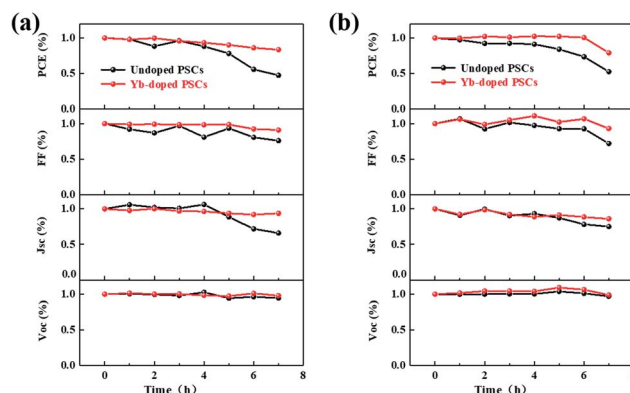 (a)
PCE (%)
1.0
0.5
0.0
Undoped PSCs
Yb-doped PSCs
FF (%)
1.0
0.5
0.0
Jsc (%)
1.0
0.5
0.0
Voc (%)
1.0
0.5
0.0
0 2 4 6 8
Time (h)
(b)
PCE (%)
1.0
0.5
0.0
Undoped PSCs
Yb-doped PSCs
FF (%)
1.0
0.5
0.0
Jsc (%)
1.0
0.5
0.0
Voc (%)
1.0
0.5
0 2 4 6 8
Time (h)